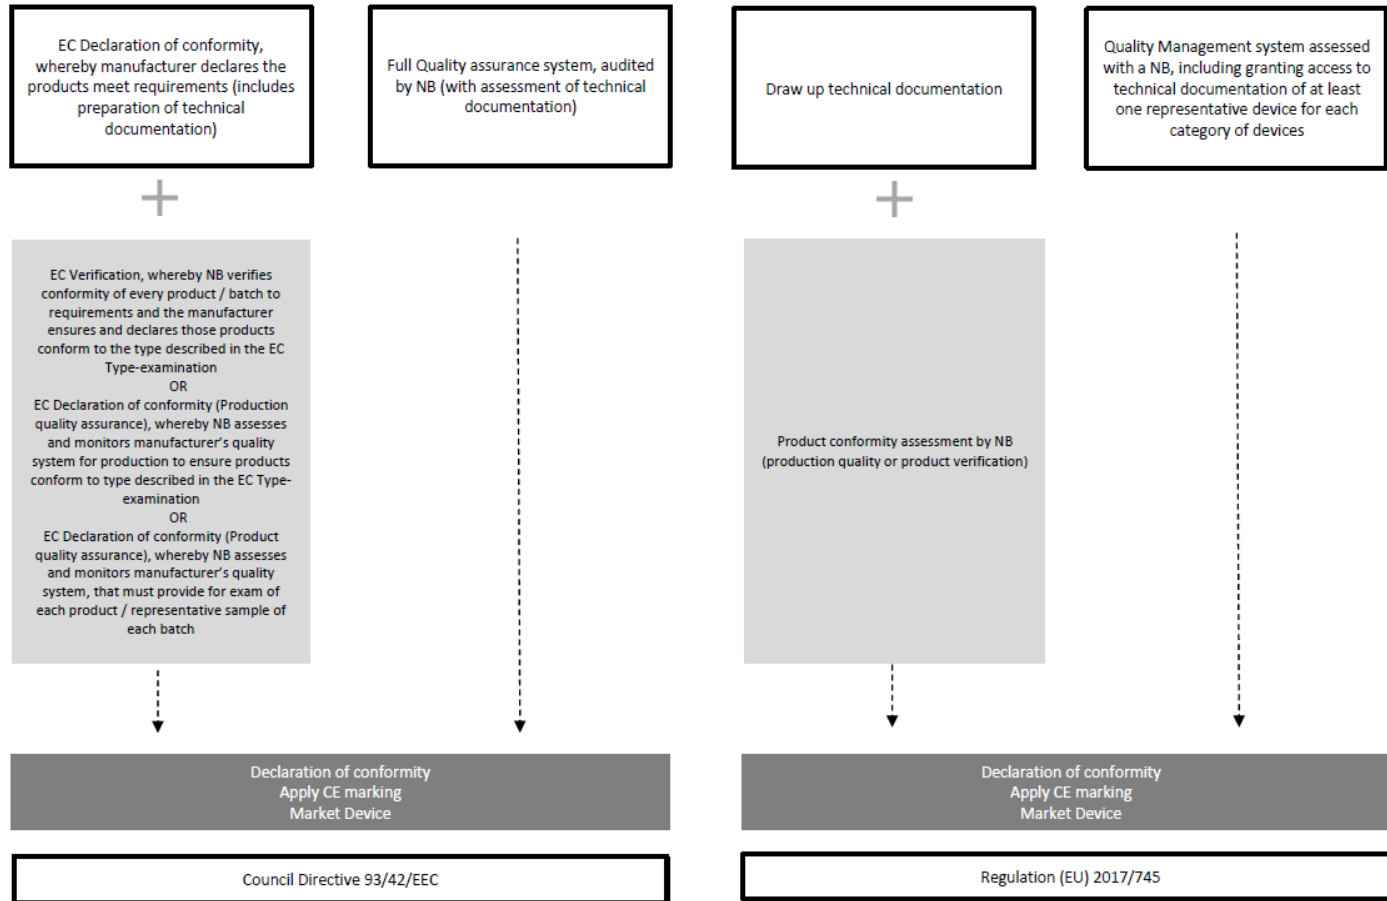 EC Declaration of conformity,
whereby manufacturer declares the
products meet requirements (includes
preparation of technical
documentation)
Full Quality assurance system, audited
by NB (with assessment of technical
documentation)
Draw up technical documentation
Quality Management system assessed
with a NB, including granting access to
technical documentation of at least
one representative device for each
category of devices
EC Verification, whereby NB verifies
conformity of every product / batch to
requirements and the manufacturer
ensures and declares those products
conform to the type described in the EC
Type-examination
OR
EC Declaration of conformity (Production
quality assurance), whereby NB assesses
and monitors manufacturer's quality
system for production to ensure products
conform to type described in the EC Type-
examination
OR
EC Declaration of conformity (Product
quality assurance), whereby NB assesses
and monitors manufacturer's quality
system, that must provide for exam of
each product / representative sample of
each batch
Product conformity assessment by NB
(production quality or product verification)
Declaration of conformity
Apply CE marking
Market Device
Declaration of conformity
Apply CE marking
Market Device
Council Directive 93/42/EEC
Regulation (EU) 2017/745